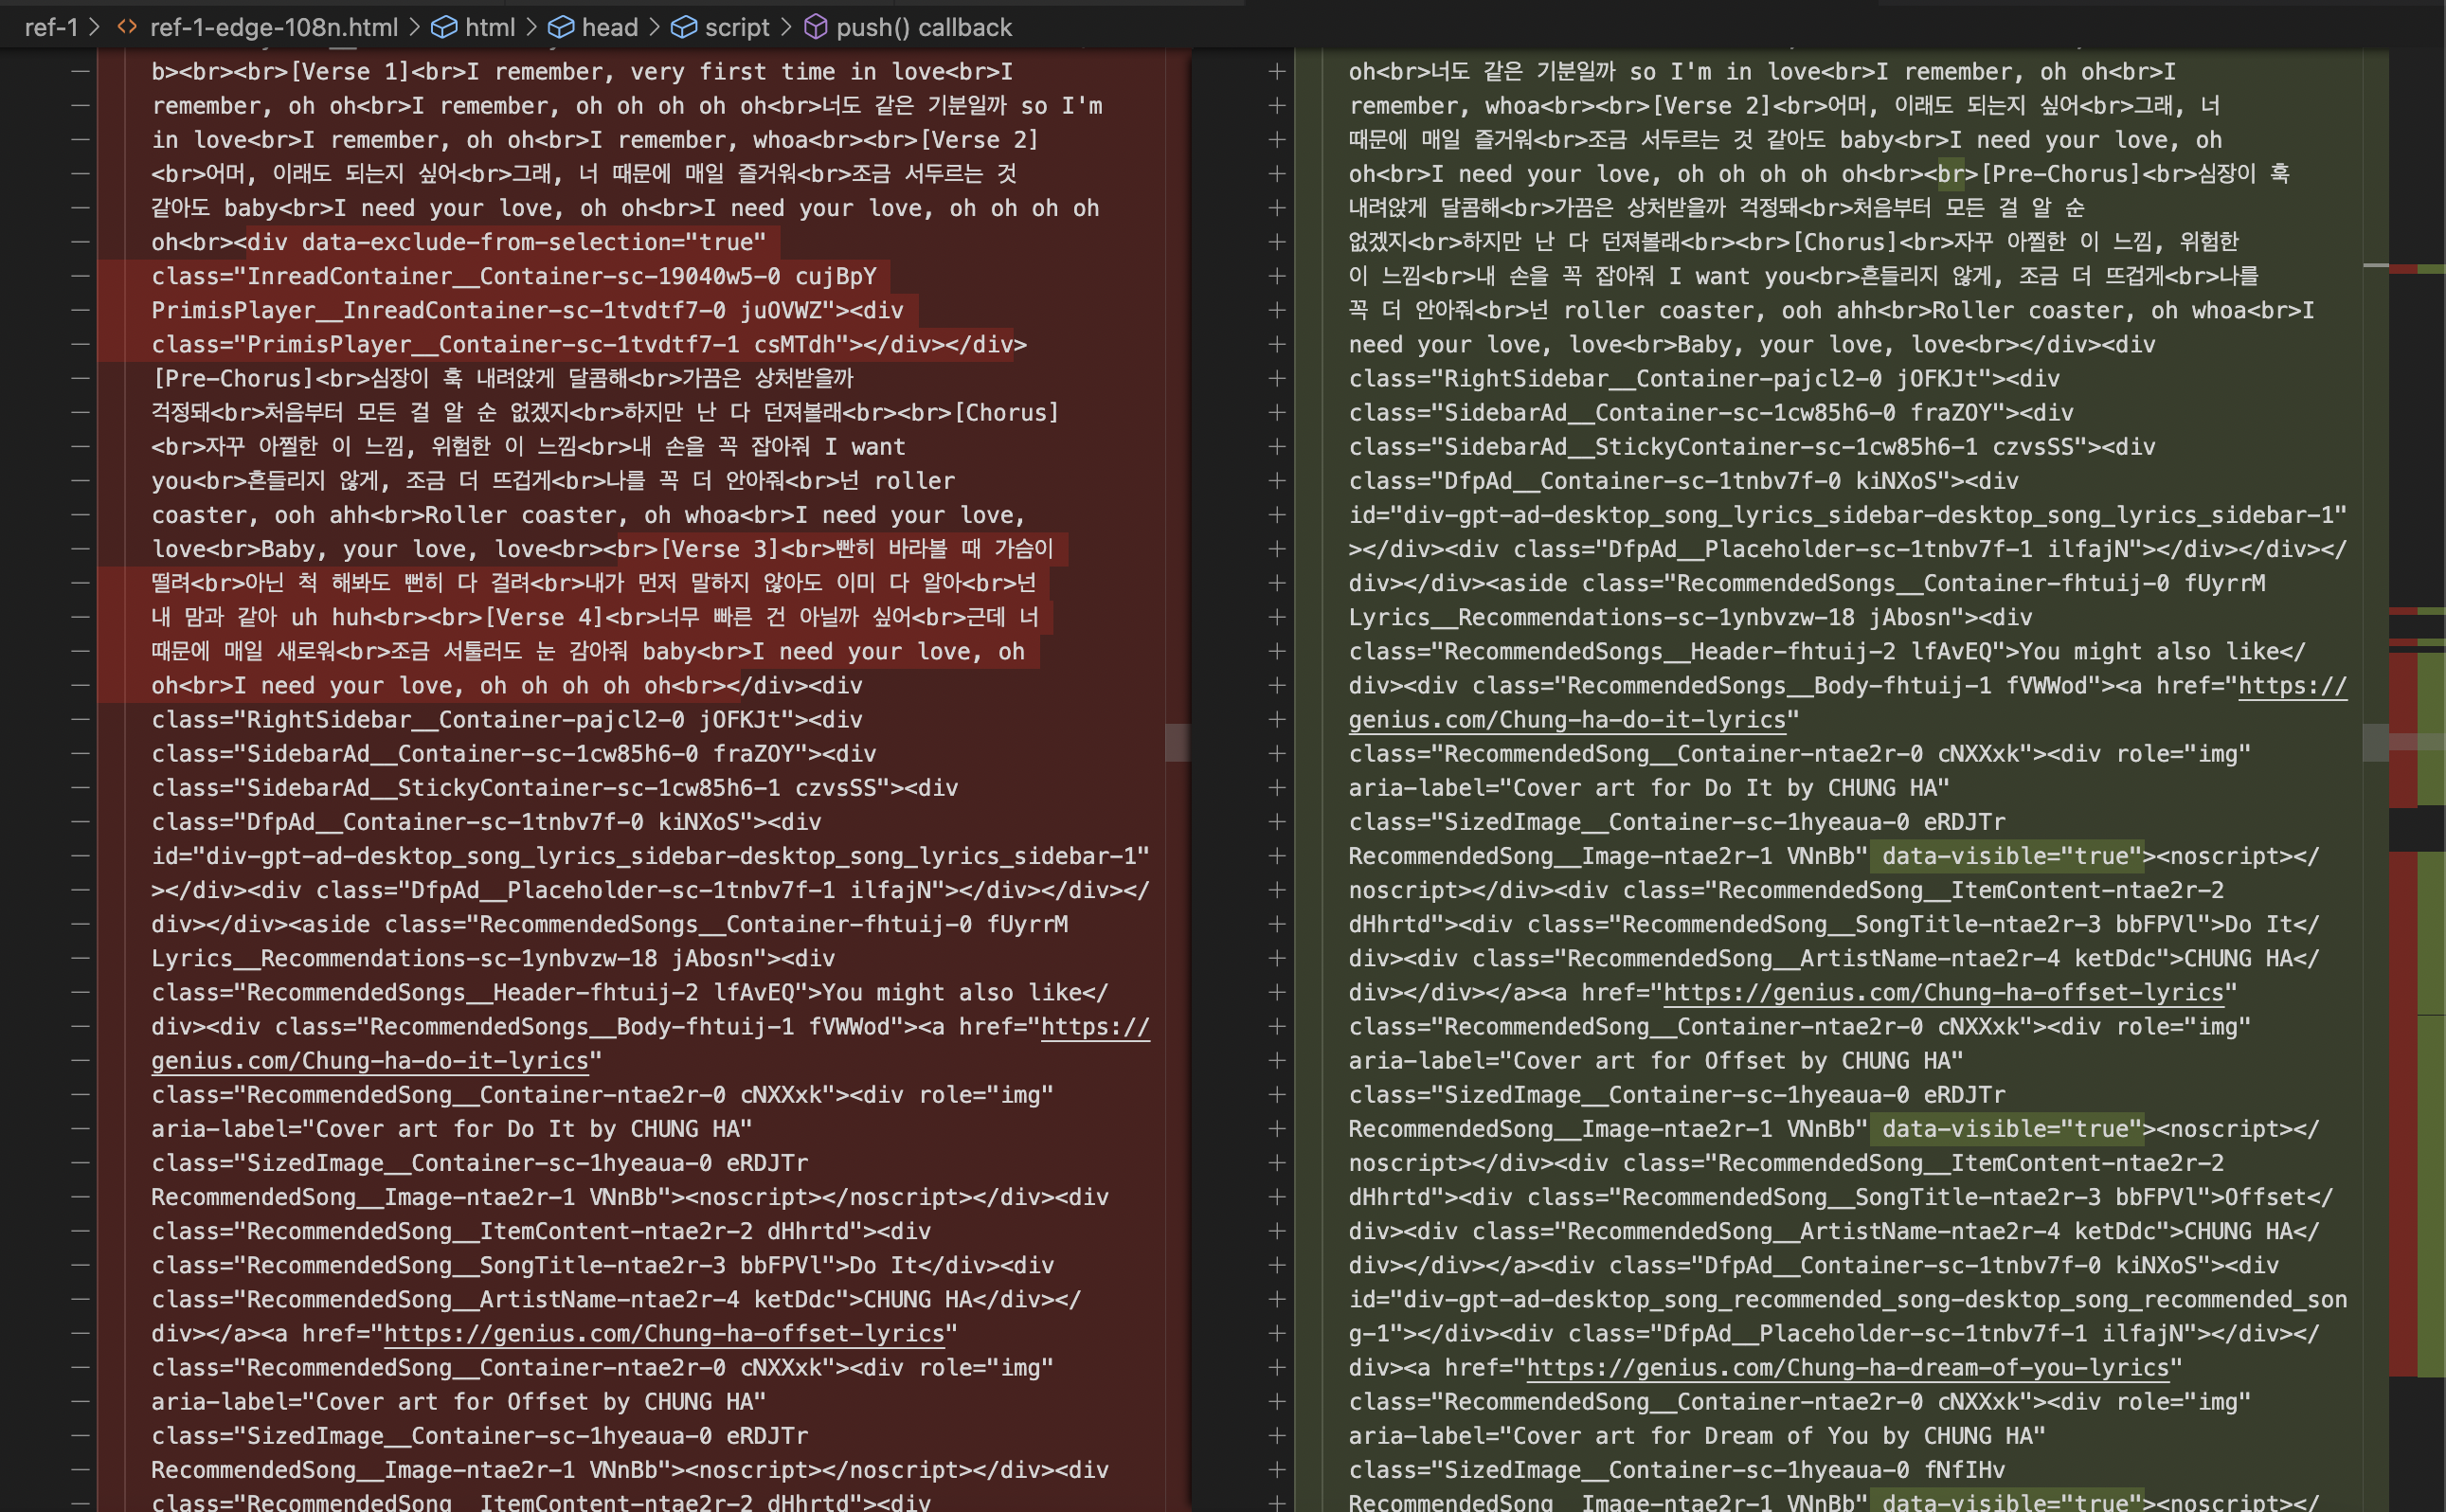 ref-1 > <> ref-1-edge-108n.html > html > head > script > push() callback
b><br><br>[Verse 1]<br>I remember, very first time in love<br>I
remember, oh oh<br>I remember, oh oh oh oh oh<br>너도 같은 기분일까 so I'm
in love<br>I remember, oh oh<br>I remember, whoa<br><br>[Verse 2]
<br>어머, 이래도 되는지 싶어<br>그래, 너 때문에 매일 즐거워<br>조금 서두르는 것
같아도 baby<br>I need your love, oh oh<br>I need your love, oh oh oh oh
oh<br><div data-exclude-from-selection="true"
class="InreadContainer__Container-sc-19040w5-0 cujBpY
PrimisPlayer__InreadContainer-sc-1tvdtf7-0 juOVWZ"><div
class="PrimisPlayer__Container-sc-1tvdtf7-1 csMTdh"></div></div>
[Pre-Chorus]<br>심장이 훅 내려앉게 달콤해<br>가끔은 상처받을까
걱정돼<br>처음부터 모든 걸 알 순 없겠지<br>하지만 난 다 던져볼래<br><br>[Chorus]
<br>자꾸 아찔한 이 느낌, 위험한 이 느낌<br>내 손을 꼭 잡아줘 I want
you<br>흔들리지 않게, 조금 더 뜨겁게<br>나를 꼭 더 안아줘<br>넌 roller
coaster, ooh ahh<br>Roller coaster, oh whoa<br>I need your love,
love<br>Baby, your love, love<br><br>[Verse 3]<br>빤히 바라볼 때 가슴이
떨려<br>아닌 척 해봐도 뻔히 다 걸려<br>내가 먼저 말하지 않아도 이미 다 알아<br>넌
내 맘과 같아 uh huh<br><br>[Verse 4]<br>너무 빠른 건 아닐까 싶어<br>근데 너
때문에 매일 새로워<br>조금 서툴러도 눈 감아줘 baby<br>I need your love, oh
oh<br>I need your love, oh oh oh oh oh<br></div><div
class="RightSidebar__Container-pajcl2-0 jOFKJt"><div
class="SidebarAd__Container-sc-1cw85h6-0 fraZOY"><div
class="SidebarAd__StickyContainer-sc-1cw85h6-1 czvsSS"><div
class="DfpAd__Container-sc-1tnbv7f-0 kiNXoS"><div
id="div-gpt-ad-desktop_song_lyrics_sidebar-desktop_song_lyrics_sidebar-1"
></div><div class="DfpAd__Placeholder-sc-1tnbv7f-1 ilfajN"></div></div></
div></div><aside class="RecommendedSongs__Container-fhtuij-0 fUyrrM
Lyrics__Recommendations-sc-1ynbvzw-18 jAbosn"><div
class="RecommendedSongs__Header-fhtuij-2 lfAvEQ">You might also like</
div><div class="RecommendedSongs__Body-fhtuij-1 fVWWod"><a href="https://
genius.com/Chung-ha-do-it-lyrics"
class="RecommendedSong__Container-ntae2r-0 cNXXxk"><div role="img"
aria-label="Cover art for Do It by CHUNG HA"
class="SizedImage__Container-sc-1hyeaua-0 eRDJTr
RecommendedSong__Image-ntae2r-1 VNnBb"><noscript></noscript></div><div
class="RecommendedSong__ItemContent-ntae2r-2 dHhrtd"><div
class="RecommendedSong__SongTitle-ntae2r-3 bbFPVl">Do It</div><div
class="RecommendedSong__ArtistName-ntae2r-4 ketDdc">CHUNG HA</div></
div></a><a href="https://genius.com/Chung-ha-offset-lyrics"
class="RecommendedSong__Container-ntae2r-0 cNXXxk"><div role="img"
aria-label="Cover art for Offset by CHUNG HA"
class="SizedImage__Container-sc-1hyeaua-0 eRDJTr
RecommendedSong__Image-ntae2r-1 VNnBb"><noscript></noscript></div><div
class="RecommendedSong__ItemContent-ntae2r-2 dHhrtd"><div
oh<br>너도 같은 기분일까 so I'm in love<br>I remember, oh oh<br>I
remember, whoa<br><br>[Verse 2]<br>어머, 이래도 되는지 싶어<br>그래, 너
때문에 매일 즐거워<br>조금 서두르는 것 같아도 baby<br>I need your love, oh
oh<br>I need your love, oh oh oh oh oh<br><br>[Pre-Chorus]<br>심장이 훅
내려앉게 달콤해<br>가끔은 상처받을까 걱정돼<br>처음부터 모든 걸 알 순
없겠지<br>하지만 난 다 던져볼래<br><br>[Chorus]<br>자꾸 아찔한 이 느낌, 위험한
이 느낌<br>내 손을 꼭 잡아줘 I want you<br>흔들리지 않게, 조금 더 뜨겁게<br>나를
꼭 더 안아줘<br>넌 roller coaster, ooh ahh<br>Roller coaster, oh whoa<br>I
need your love, love<br>Baby, your love, love<br></div><div
class="RightSidebar__Container-pajcl2-0 jOFKJt"><div
class="SidebarAd__Container-sc-1cw85h6-0 fraZOY"><div
class="SidebarAd__StickyContainer-sc-1cw85h6-1 czvsSS"><div
class="DfpAd__Container-sc-1tnbv7f-0 kiNXoS"><div
id="div-gpt-ad-desktop_song_lyrics_sidebar-desktop_song_lyrics_sidebar-1"
></div><div class="DfpAd__Placeholder-sc-1tnbv7f-1 ilfajN"></div></div></
div></div><aside class="RecommendedSongs__Container-fhtuij-0 fUyrrM
Lyrics__Recommendations-sc-1ynbvzw-18 jAbosn"><div
class="RecommendedSongs__Header-fhtuij-2 lfAvEQ">You might also like</
div><div class="RecommendedSongs__Body-fhtuij-1 fVWWod"><a href="https://
genius.com/Chung-ha-do-it-lyrics"
class="RecommendedSong__Container-ntae2r-0 cNXXxk"><div role="img"
aria-label="Cover art for Do It by CHUNG HA"
class="SizedImage__Container-sc-1hyeaua-0 eRDJTr
RecommendedSong__Image-ntae2r-1 VNnBb" data-visible="true"><noscript></
noscript></div><div class="RecommendedSong__ItemContent-ntae2r-2
dHhrtd"><div class="RecommendedSong__SongTitle-ntae2r-3 bbFPVl">Do It</
div><div class="RecommendedSong__ArtistName-ntae2r-4 ketDdc">CHUNG HA</
div></div></a><a href="https://genius.com/Chung-ha-offset-lyrics"
class="RecommendedSong__Container-ntae2r-0 cNXXxk"><div role="img"
aria-label="Cover art for Offset by CHUNG HA"
class="SizedImage__Container-sc-1hyeaua-0 eRDJTr
RecommendedSong__Image-ntae2r-1 VNnBb" data-visible="true"><noscript></
noscript></div><div class="RecommendedSong__ItemContent-ntae2r-2
dHhrtd"><div class="RecommendedSong__SongTitle-ntae2r-3 bbFPVl">Offset</
div><div class="RecommendedSong__ArtistName-ntae2r-4 ketDdc">CHUNG HA</
div></div></a><div class="DfpAd__Container-sc-1tnbv7f-0 kiNXoS"><div
id="div-gpt-ad-desktop_song_recommended_song-desktop_song_recommended_son
g-1"></div><div class="DfpAd__Placeholder-sc-1tnbv7f-1 ilfajN"></div></
div><a href="https://genius.com/Chung-ha-dream-of-you-lyrics"
class="RecommendedSong__Container-ntae2r-0 cNXXxk"><div role="img"
aria-label="Cover art for Dream of You by CHUNG HA"
class="SizedImage__Container-sc-1hyeaua-0 fNfIHv
RecommendedSong__Image-ntae2r-1 VNnBb" data-visible="true"><noscript></